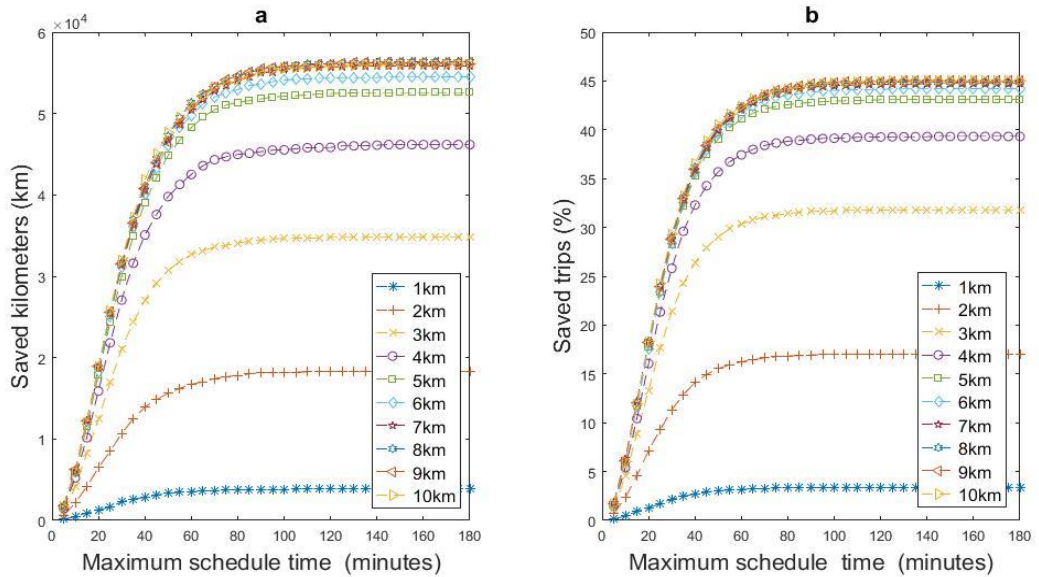 a
×10⁴
6
5
4
3
2
1
0
0 20 40 60 80 100 120 140 160 180
Saved kilometers (km)
Maximum schedule time (minutes)
1km
2km
3km
4km
5km
6km
7km
8km
9km
10km
b
50
45
40
35
30
25
20
15
10
5
0
0 20 40 60 80 100 120 140 160 180
Saved trips (%)
Maximum schedule time (minutes)
1km
2km
3km
4km
5km
6km
7km
8km
9km
10km